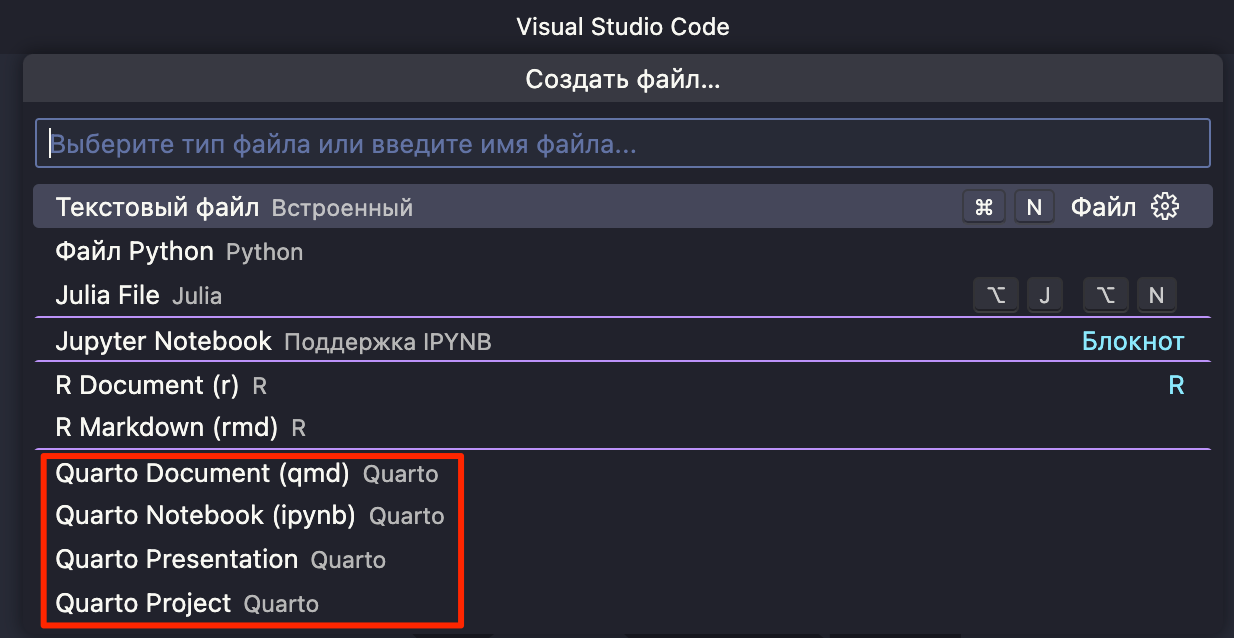 Visual Studio Code
Создать файл...
Выберите тип файла или введите имя файла...
Текстовый файл Встроенный ⌘ N Файл
Файл Python Python
Julia File Julia ⌥ J ⌥ N
Jupyter Notebook Поддержка IPYNB Блокнот
R Document (r) R R
R Markdown (rmd) R
Quarto Document (qmd) Quarto
Quarto Notebook (ipynb) Quarto
Quarto Presentation Quarto
Quarto Project Quarto